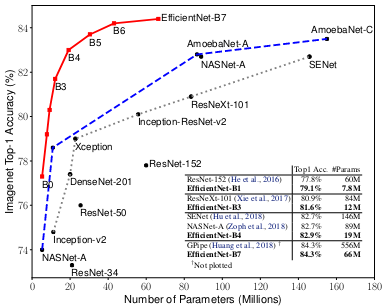 84
82
80
78
76
74
Imagenet Top-1 Accuracy (%)
EfficientNet-B7
B6
B5
B4
B3
B0
AmoebaNet-A
AmoebaNet-C
NASNet-A
SENet
ResNeXt-101
Inception-ResNet-v2
Xception
ResNet-152
DenseNet-201
ResNet-50
Inception-v2
NASNet-A
ResNet-34
Top1 Acc. #Params
ResNet-152 (He et al., 2016) 77.8% 60M
EfficientNet-B1 79.1% 7.8M
ResNeXt-101 (Xie et al., 2017) 80.9% 84M
EfficientNet-B3 81.6% 12M
SENet (Hu et al., 2018) 82.7% 146M
NASNet-A (Zoph et al., 2018) 82.7% 89M
EfficientNet-B4 82.9% 19M
GPipe (Huang et al., 2018) † 84.3% 556M
EfficientNet-B7 84.3% 66M
†Not plotted
0 20 40 60 80 100 120 140 160 180
Number of Parameters (Millions)